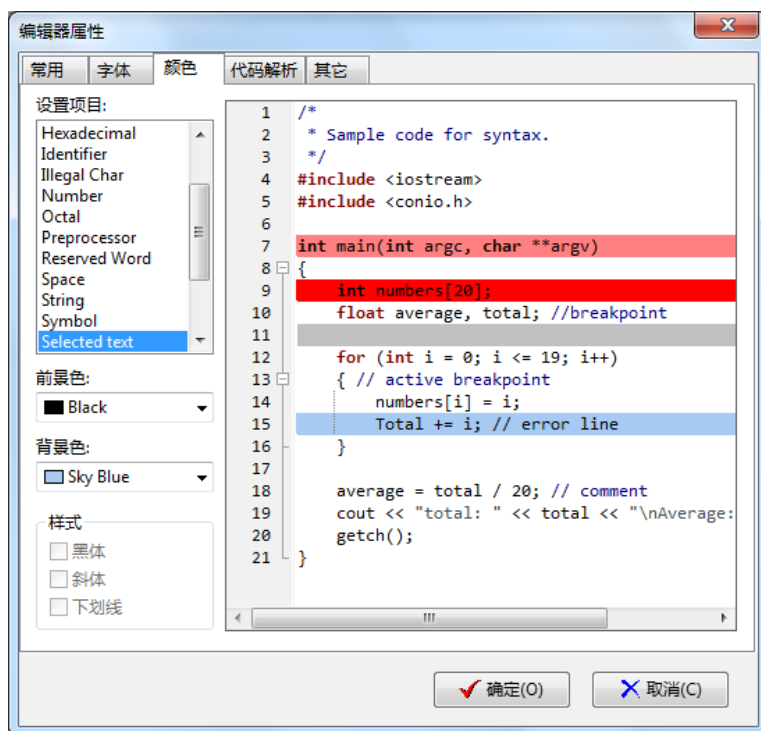 编辑器属性
常用 字体 颜色 代码解析 其它
设置项目:
Hexadecimal
Identifier
Illegal Char
Number
Octal
Preprocessor
Reserved Word
Space
String
Symbol
Selected text
前景色:
Black
背景色:
Sky Blue
样式
黑体
斜体
下划线
1 /*
2 * Sample code for syntax.
3 */
4 #include <iostream>
5 #include <conio.h>
6
7 int main(int argc, char **argv)
8 {
9 int numbers[20];
10 float average, total; //breakpoint
11
12 for (int i = 0; i <= 19; i++)
13 { // active breakpoint
14 numbers[i] = i;
15 Total += i; // error line
16 }
17
18 average = total / 20; // comment
19 cout << "total: " << total << "\nAverage:
20 getch();
21 }
确定(O) 取消(C)